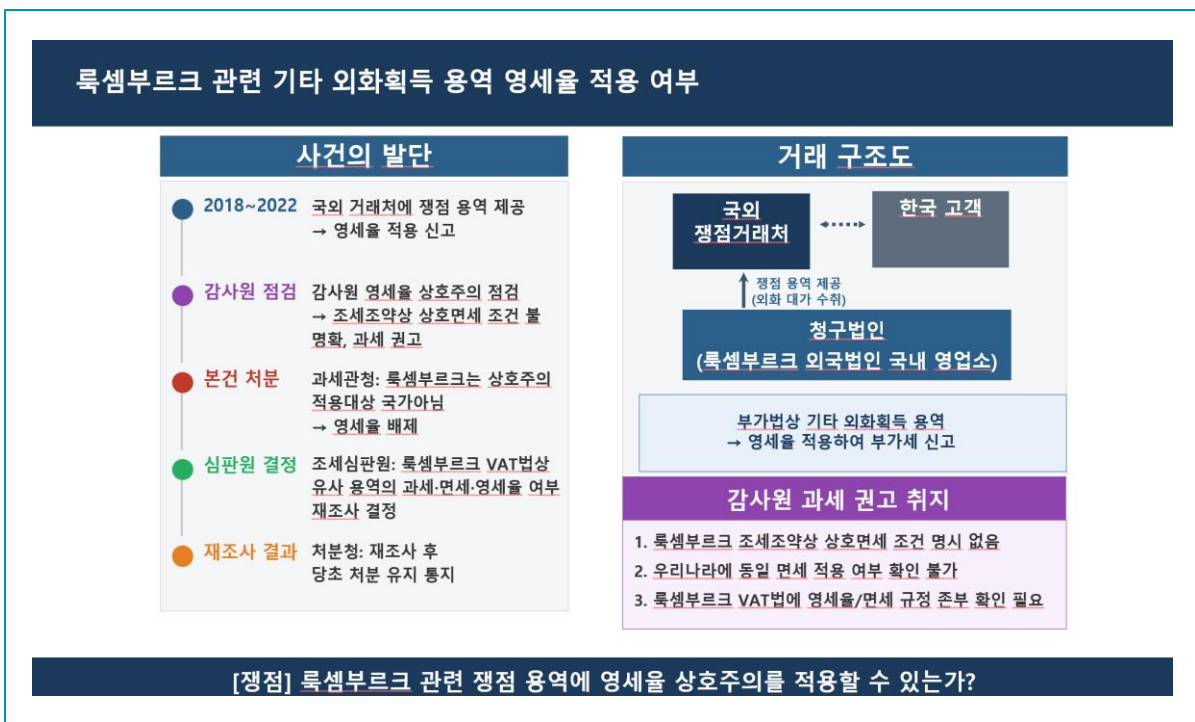 룩셈부르크 관련 기타 외화획득 용역 영세율 적용 여부
사건의 발단
2018~2022 국외 거래처에 쟁점 용역 제공
→ 영세율 적용 신고
감사원 점검 감사원 영세율 상호주의 점검
→ 조세조약상 상호면세 조건 불
명확, 과세 권고
본건 처분 과세관청: 룩셈부르크는 상호주의
적용대상 국가아님
→ 영세율 배제
심판원 결정 조세심판원: 룩셈부르크 VAT법상
유사 용역의 과세·면세·영세율 여부
재조사 결정
재조사 결과 처분청: 재조사 후
당초 처분 유지 통지
거래 구조도
국외
쟁점거래처
한국 고객
쟁점 용역 제공
(외화 대가 수취)
청구법인
(룩셈부르크 외국법인 국내 영업소)
부가법상 기타 외화획득 용역
→ 영세율 적용하여 부가세 신고
감사원 과세 권고 취지
1. 룩셈부르크 조세조약상 상호면세 조건 명시 없음
2. 우리나라에 동일 면세 적용 여부 확인 불가
3. 룩셈부르크 VAT법에 영세율/면세 규정 존부 확인 필요
[쟁점] 룩셈부르크 관련 쟁점 용역에 영세율 상호주의를 적용할 수 있는가?